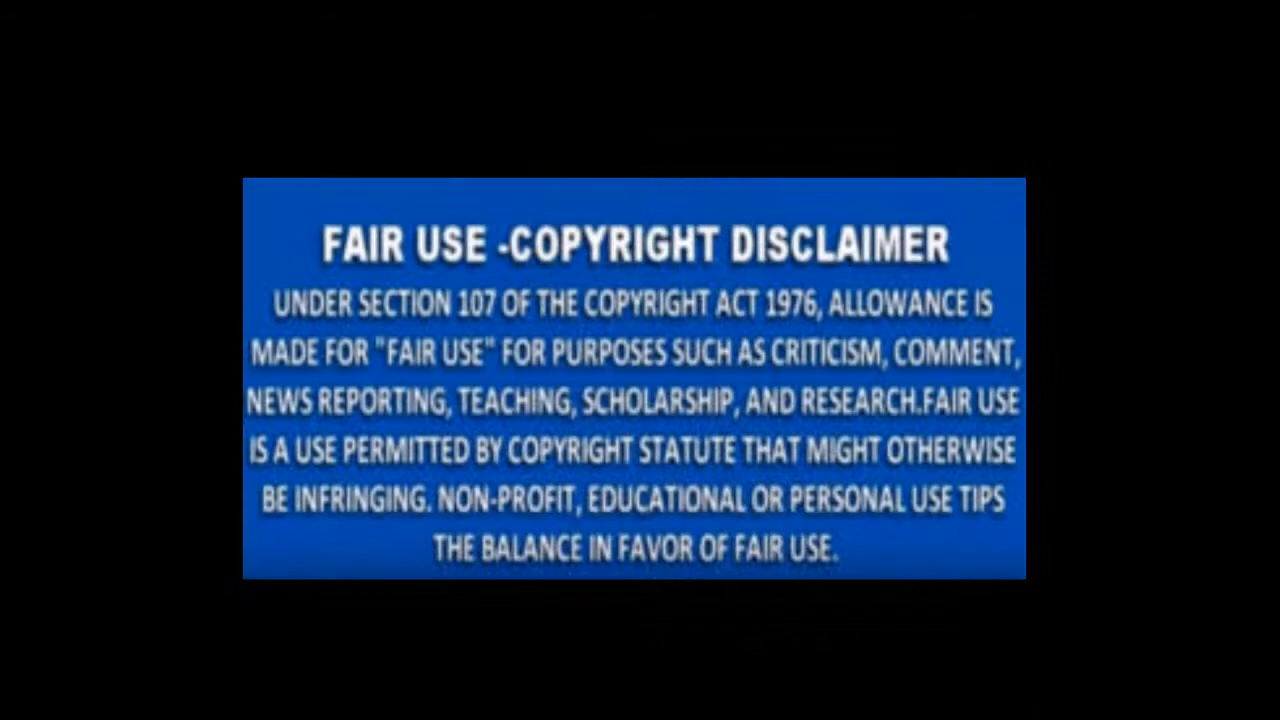 FAIR USE -COPYRIGHT DISCLAIMER
UNDER SECTION 107 OF THE COPYRIGHT ACT 1976, ALLOWANCE IS
MADE FOR "FAIR USE" FOR PURPOSES SUCH AS CRITICISM, COMMENT,
NEWS REPORTING, TEACHING, SCHOLARSHIP, AND RESEARCH.FAIR USE
IS A USE PERMITTED BY COPYRIGHT STATUTE THAT MIGHT OTHERWISE
BE INFRINGING. NON-PROFIT, EDUCATIONAL OR PERSONAL USE TIPS
THE BALANCE IN FAVOR OF FAIR USE.